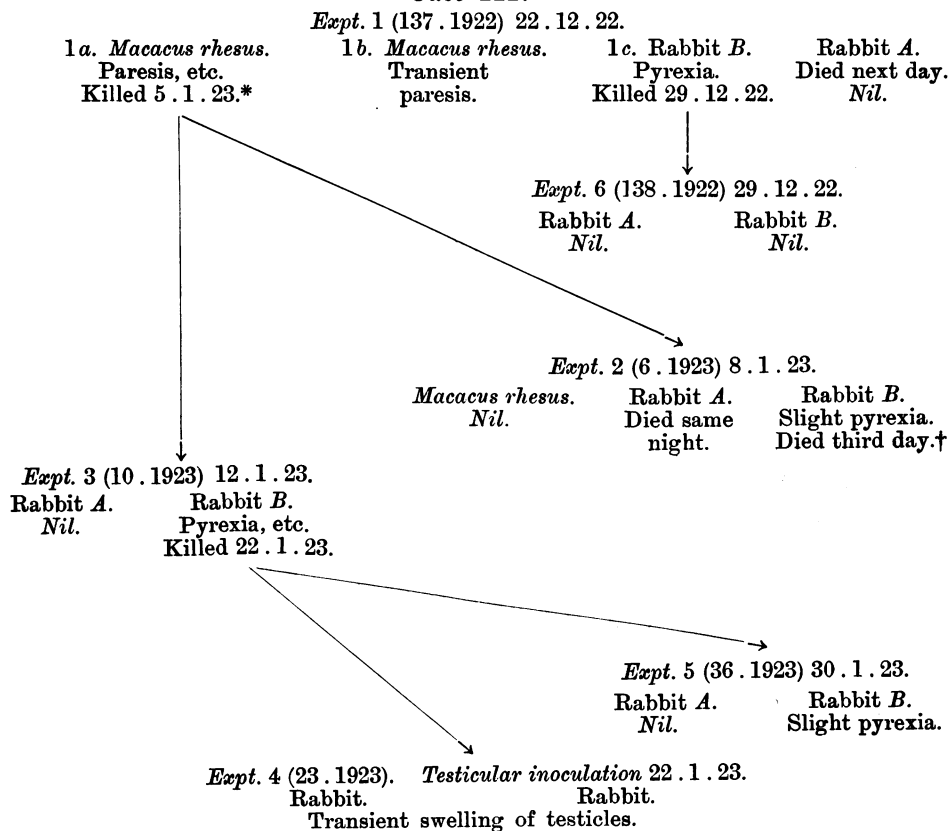 Expt. 1 (137.1922) 22.12.22.
1a. Macacus rhesus.
Paresis, etc.
Killed 5.1.23.*
1b. Macacus rhesus.
Transient
paresis.
1c. Rabbit B.
Pyrexia.
Killed 29.12.22.
Rabbit A.
Died next day.
Nil.
Expt. 6 (138.1922) 29.12.22.
Rabbit A.
Nil.
Rabbit B.
Nil.
Expt. 2 (6.1923) 8.1.23.
Macacus rhesus.
Nil.
Rabbit A.
Died same
night.
Rabbit B.
Slight pyrexia.
Died third day.†
Expt. 3 (10.1923) 12.1.23.
Rabbit A.
Nil.
Rabbit B.
Pyrexia, etc.
Killed 22.1.23.
Expt. 5 (36.1923) 30.1.23.
Rabbit A.
Nil.
Rabbit B.
Slight pyrexia.
Expt. 4 (23.1923). Testicular inoculation 22.1.23.
Rabbit. Rabbit.
Transient swelling of testicles.